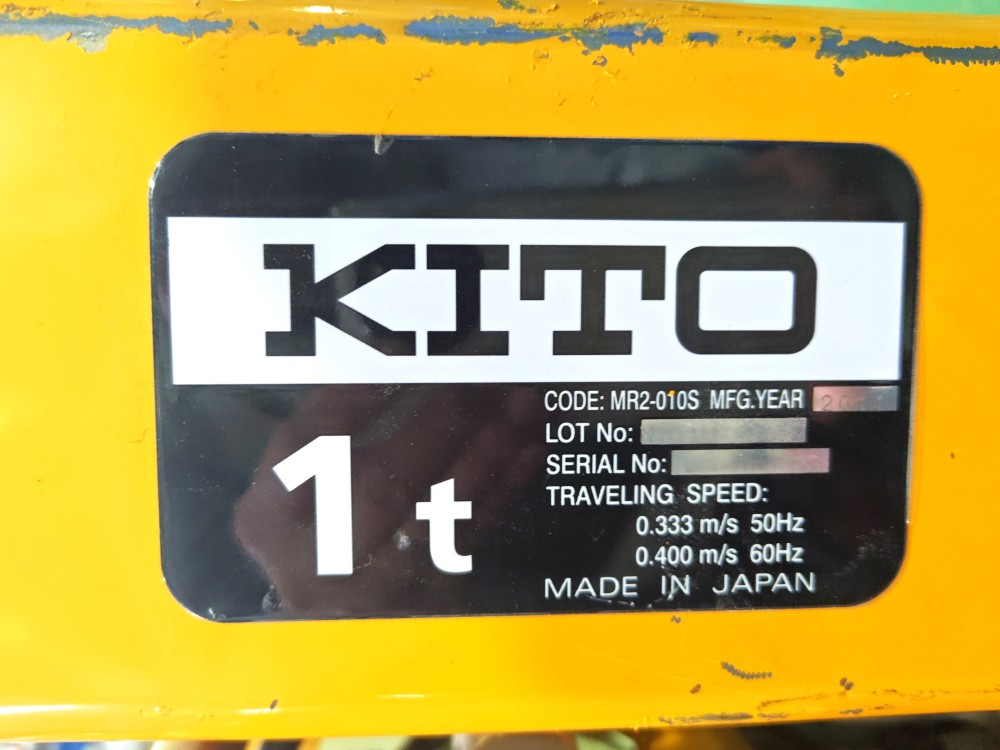 KITO
1t
CODE: MR2-010S MFG.YEAR
LOT No:
SERIAL No:
TRAVELING SPEED:
0.333 m/s 50Hz
0.400 m/s 60Hz
MADE IN JAPAN